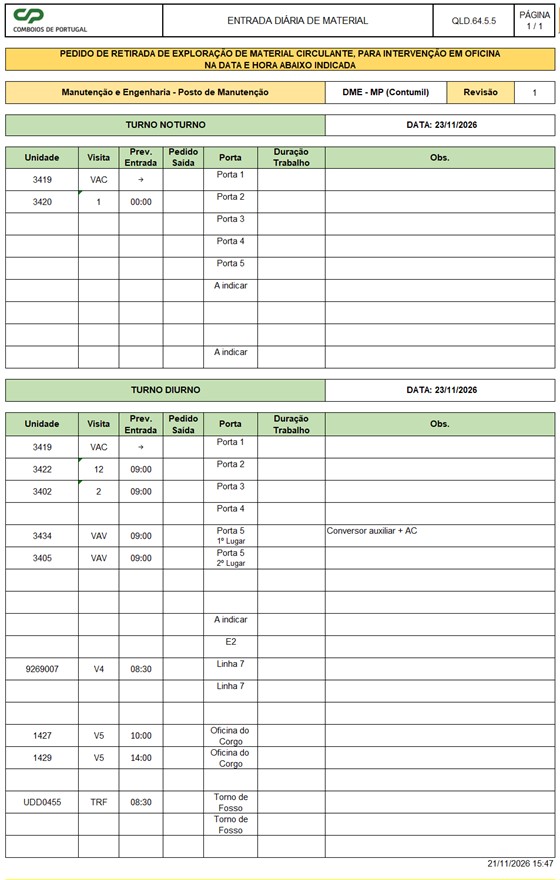 CP
COMBOIOS DE PORTUGAL
ENTRADA DIÁRIA DE MATERIAL
QLD.64.5.5
PÁGINA
1 / 1
PEDIDO DE RETIRADA DE EXPLORAÇÃO DE MATERIAL CIRCULANTE, PARA INTERVENÇÃO EM OFICINA
NA DATA E HORA ABAIXO INDICADA
Manutenção e Engenharia - Posto de Manutenção DME - MP (Contumil) Revisão 1
TURNO NOTURNO DATA: 23/11/2026
Unidade Visita Prev. Entrada Pedido Saída Porta Duração Trabalho Obs.
3419 VAC → Porta 1
3420 1 00:00 Porta 2
Porta 3
Porta 4
Porta 5
A indicar
A indicar
TURNO DIURNO DATA: 23/11/2026
Unidade Visita Prev. Entrada Pedido Saída Porta Duração Trabalho Obs.
3419 VAC → Porta 1
3422 12 09:00 Porta 2
3402 2 09:00 Porta 3
Porta 4
3434 VAV 09:00 Porta 5 1º Lugar Conversor auxiliar + AC
3405 VAV 09:00 Porta 5 2º Lugar
A indicar
E2
9269007 V4 08:30 Linha 7
Linha 7
1427 V5 10:00 Oficina do Corgo
1429 V5 14:00 Oficina do Corgo
UDD0455 TRF 08:30 Torno de Fosso
Torno de Fosso
21/11/2026 15:47